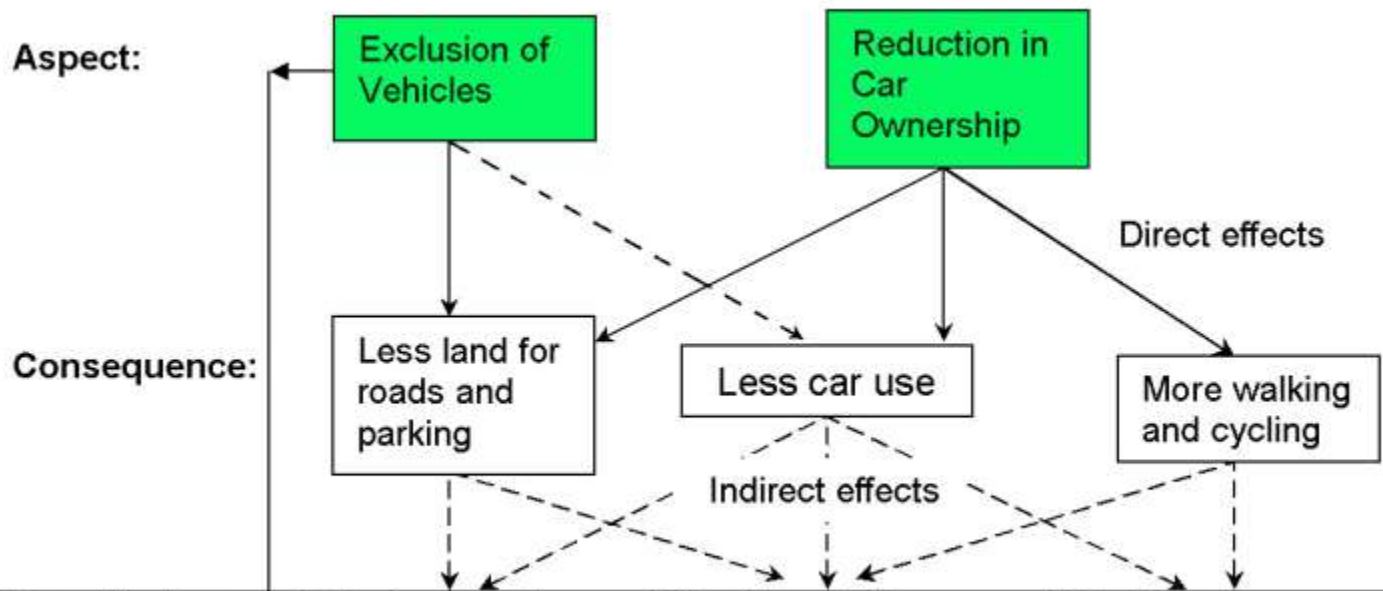 Aspect:
Exclusion of
Vehicles
Reduction in
Car
Ownership
Direct effects
Consequence:
Less land for
roads and
parking
Less car use
More walking
and cycling
Indirect effects